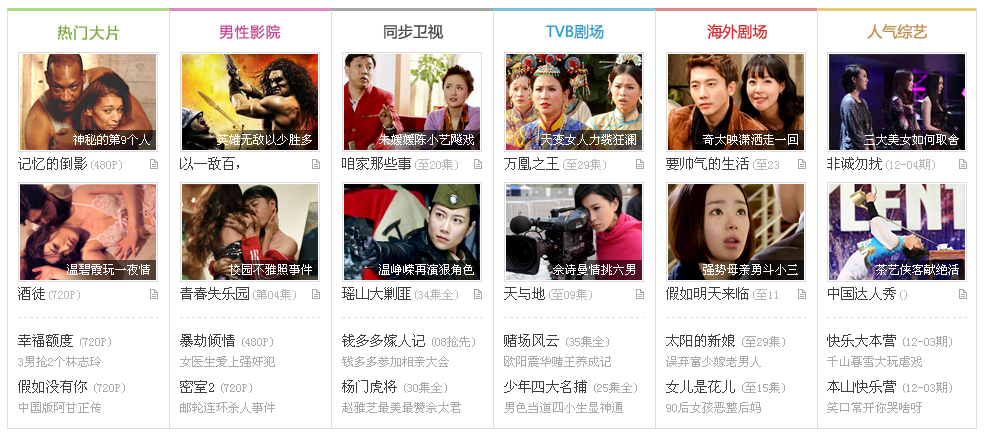 热门大片
神秘的第9个人
记忆的倒影 (480P)
温碧霞玩一夜情
酒徒 (720P)
幸福额度 (720P)
3男抢2个林志玲
假如没有你 (720P)
中国版阿甘正传
男性影院
英雄无敌以少胜多
以一敌百,
校园不雅照事件
青春失乐园 (第04集)
暴劫倾情 (480P)
女医生爱上强奸犯
密室2 (720P)
邮轮连环杀人事件
同步卫视
朱媛媛陈小艺飚戏
咱家那些事 (至20集)
温峥嵘再演狠角色
瑶山大剿匪 (34集全)
钱多多嫁人记 (08抢先)
钱多多参加相亲大会
杨门虎将 (30集全)
赵雅芝最美最赞佘太君
TVB剧场
天变女人力缆狂澜
万凰之王 (至29集)
佘诗曼情挑六男
天与地 (至09集)
赌场风云 (35集全)
欧阳震华赌王养成记
少年四大名捕 (25集全)
男色当道四小生显神通
海外剧场
奇太映潇洒走一回
要帅气的生活 (至23
强势母亲勇斗小三
假如明天来临 (至11
太阳的新娘 (至29集)
误弃富少嫁老男人
女儿是花儿 (至15集)
90后女孩恶整后妈
人气综艺
三大美女如何取舍
非诚勿扰 (12-04期)
茶艺侠客献绝活
中国达人秀 ()
快乐大本营 (12-03期)
千山暮雪大玩虐戏
本山快乐营 (12-03期)
笑口常开你哭啥呀